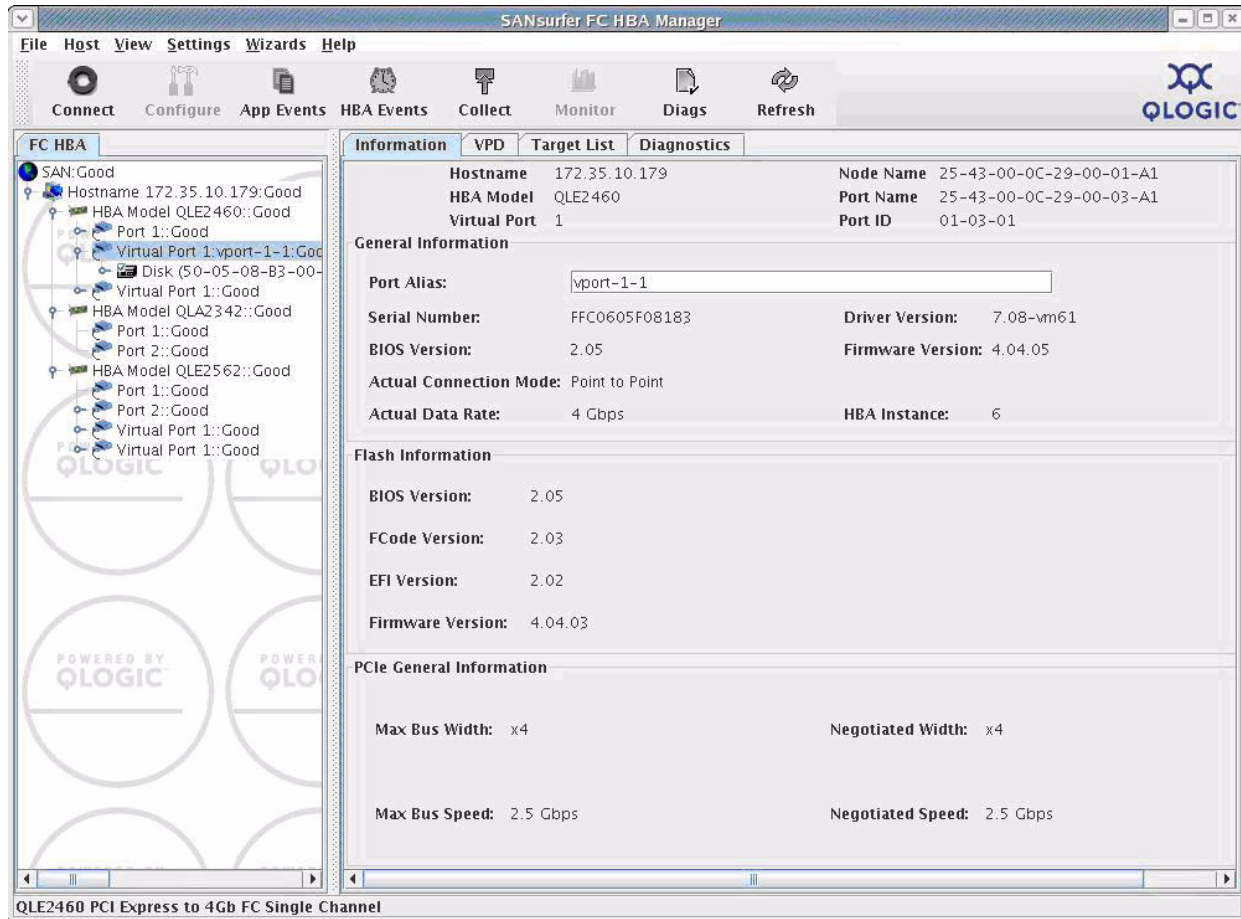 SANsurfer FC HBA Manager
File Host View Settings Wizards Help
Connect Configure App Events HBA Events Collect Monitor Diags Refresh
QLOGIC
FC HBA
SAN:Good
Hostname 172.35.10.179:Good
HBA Model QLE2460::Good
Port 1::Good
Virtual Port 1:vport-1-1:Goo
Disk (50-05-08-B3-00-
Virtual Port 1::Good
HBA Model QLA2342::Good
Port 1::Good
Port 2::Good
HBA Model QLE2562::Good
Port 1::Good
Port 2::Good
Virtual Port 1::Good
Virtual Port 1::Good
QLOGIC QLO
POWERED BY POWER
QLOGIC QLO
Information VPD Target List Diagnostics
Hostname 172.35.10.179 Node Name 25-43-00-0C-29-00-01-A1
HBA Model QLE2460 Port Name 25-43-00-0C-29-00-03-A1
Virtual Port 1 Port ID 01-03-01
General Information
Port Alias: vport-1-1
Serial Number: FFC0605F08183 Driver Version: 7.08-vm61
BIOS Version: 2.05 Firmware Version: 4.04.05
Actual Connection Mode: Point to Point
Actual Data Rate: 4 Gbps HBA Instance: 6
Flash Information
BIOS Version: 2.05
FCode Version: 2.03
EFI Version: 2.02
Firmware Version: 4.04.03
PCIe General Information
Max Bus Width: x4 Negotiated Width: x4
Max Bus Speed: 2.5 Gbps Negotiated Speed: 2.5 Gbps
QLE2460 PCI Express to 4Gb FC Single Channel